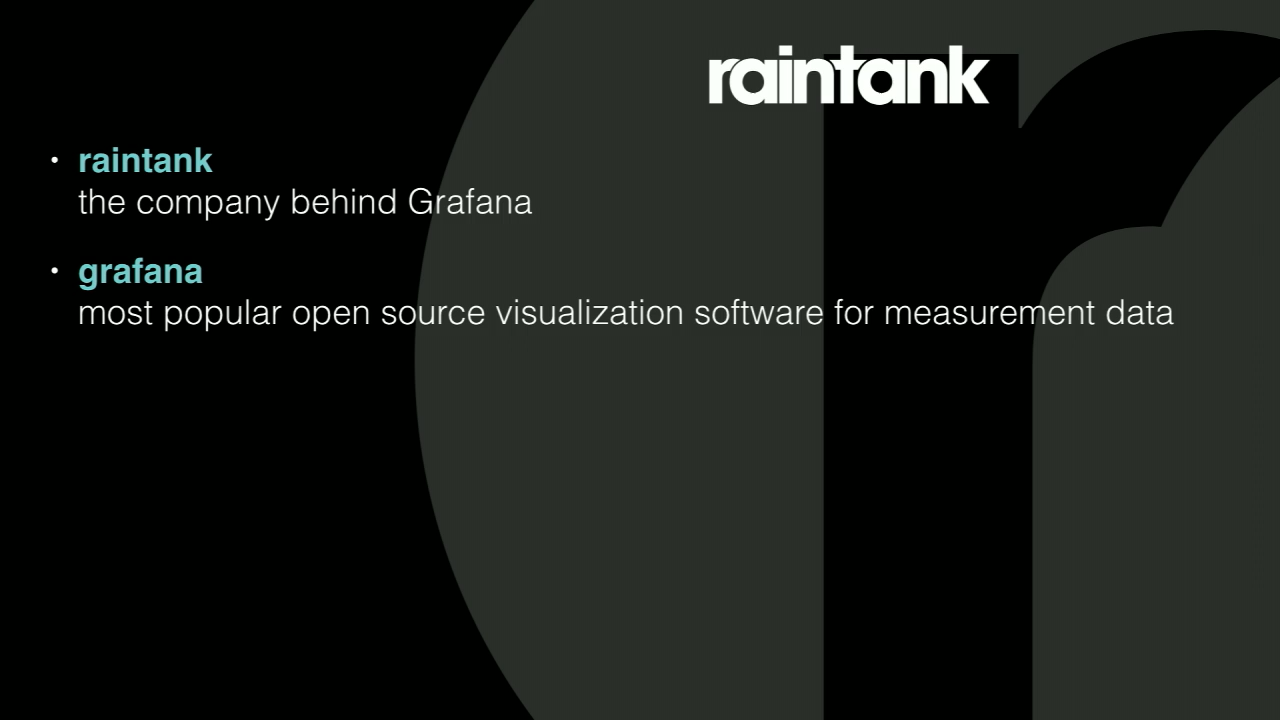 raintank
• raintank
the company behind Grafana
• grafana
most popular open source visualization software for measurement data